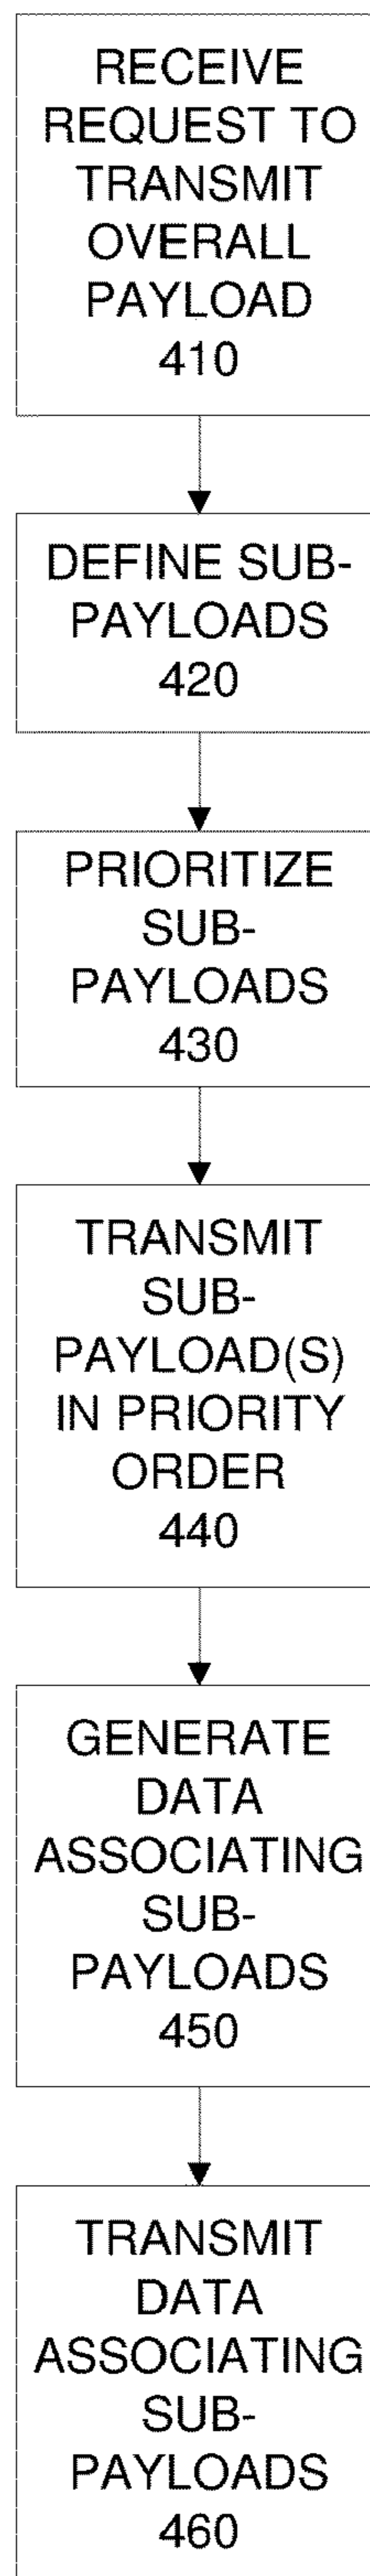 RECEIVE
REQUEST TO
TRANSMIT
OVERALL
PAYLOAD
410
DEFINE SUB-
PAYLOADS
420
PRIORITIZE
SUB-
PAYLOADS
430
TRANSMIT
SUB-
PAYLOAD(S)
IN PRIORITY
ORDER
440
GENERATE
DATA
ASSOCIATING
SUB-
PAYLOADS
450
TRANSMIT
DATA
ASSOCIATING
SUB-
PAYLOADS
460